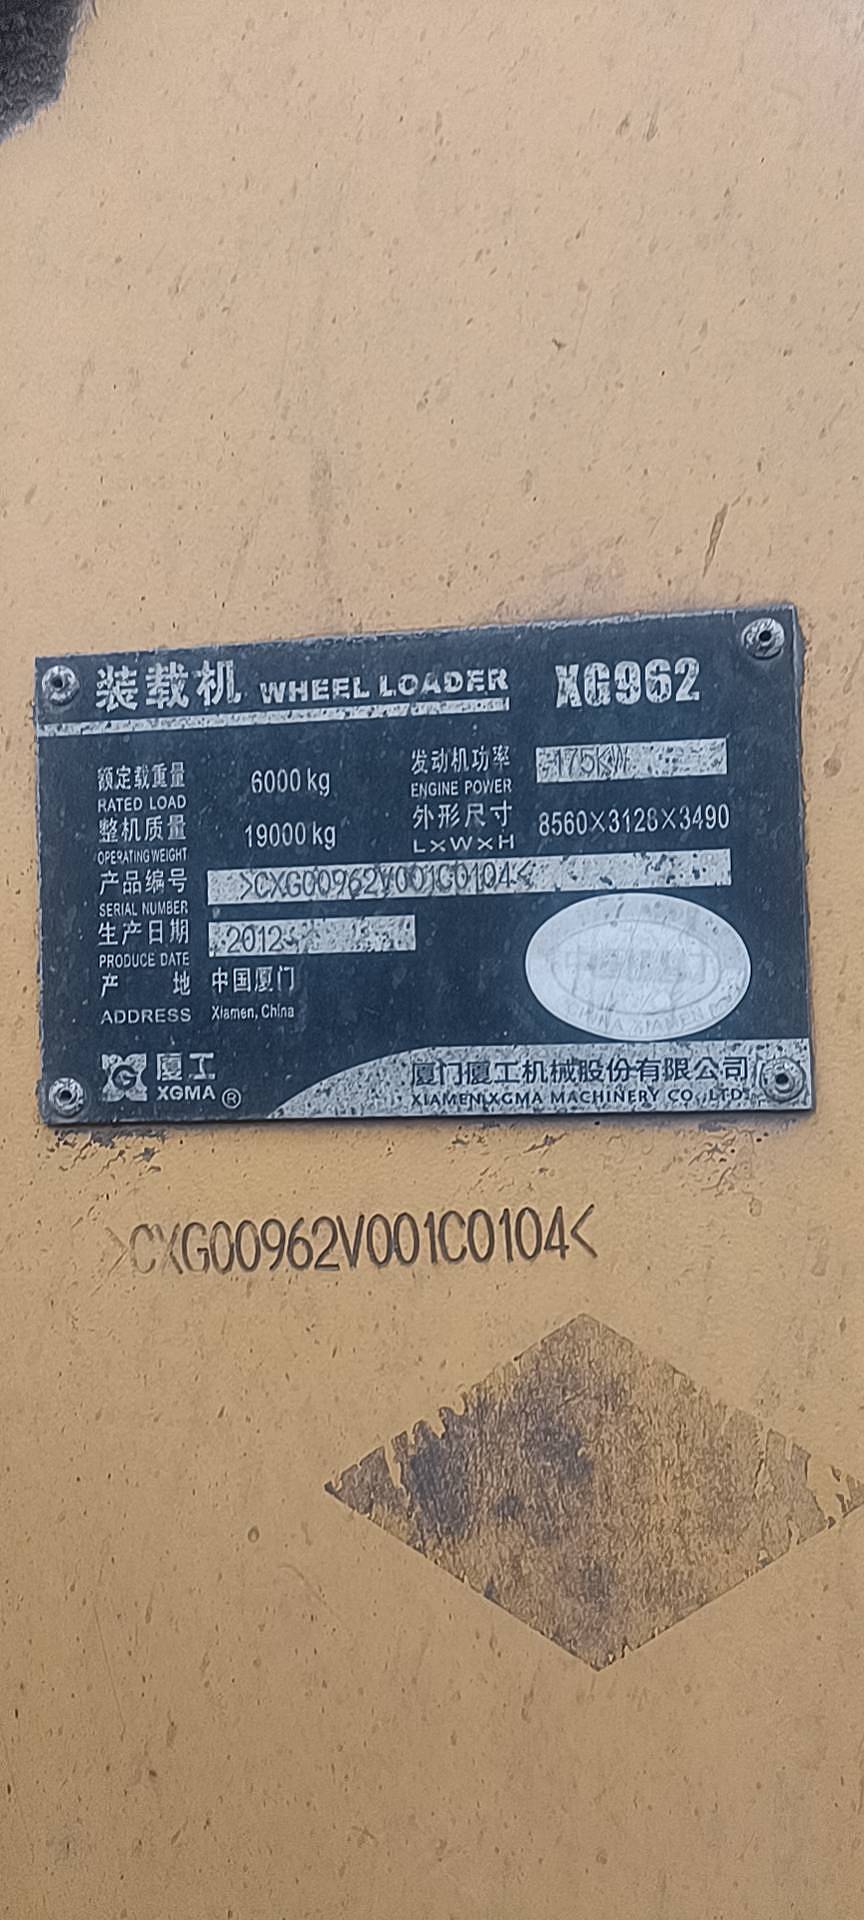 装载机 WHEEL LOADER XG962
额定载重量 6000 kg 发动机功率 175KW
RATED LOAD ENGINE POWER
整机质量 19000 kg 外形尺寸 8560×3128×3490
OPERATING WEIGHT L×W×H
产品编号 >CXG00962V001C0104<
SERIAL NUMBER
生产日期 2012
PRODUCE DATE
产 地 中国厦门
ADDRESS Xiamen, China
厦工
XGMA ®
厦门厦工机械股份有限公司
XIAMEN XGMA MACHINERY CO.,LTD.
>CXG00962V001C0104<